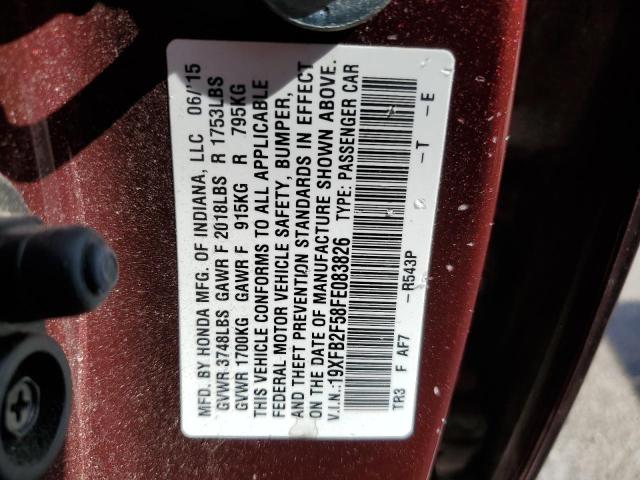 MFD. BY HONDA MFG. OF INDIANA, LLC 06/'15
GVWR 3748LBS GAWR F 2018LBS R 1753LBS
GVWR 1700KG GAWR F 915KG R 795KG
THIS VEHICLE CONFORMS TO ALL APPLICABLE
FEDERAL MOTOR VEHICLE SAFETY, BUMPER,
AND THEFT PREVENTION STANDARDS IN EFFECT
ON THE DATE OF MANUFACTURE SHOWN ABOVE.
V.I.N.:19XFB2F58FE083826 TYPE: PASSENGER CAR
TR3 F AF7 -R543P -T -E